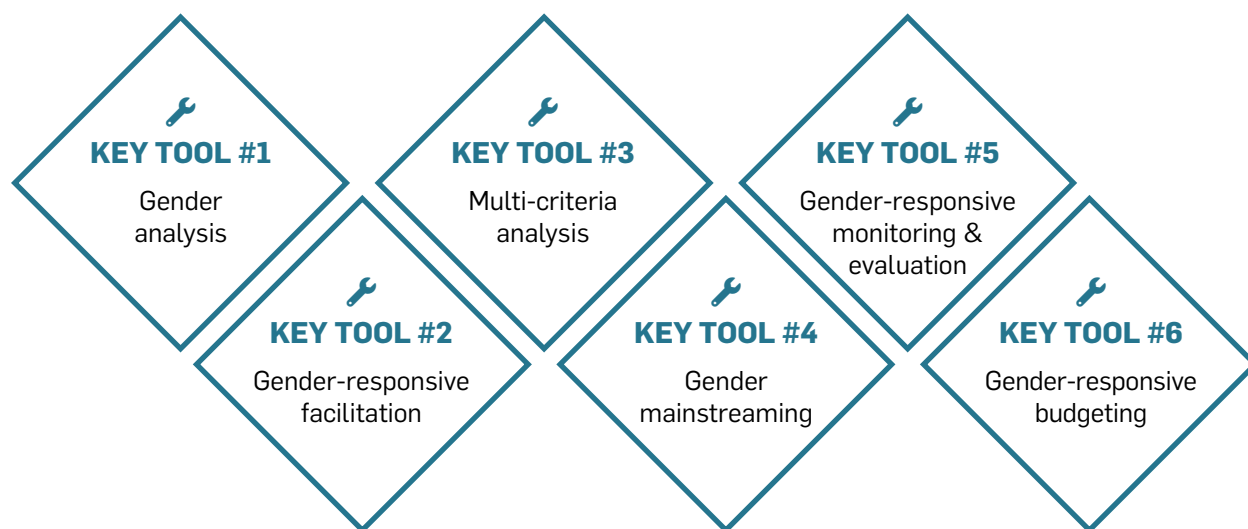 KEY TOOL #1
Gender
analysis
KEY TOOL #2
Gender-responsive
facilitation
KEY TOOL #3
Multi-criteria
analysis
KEY TOOL #4
Gender
mainstreaming
KEY TOOL #5
Gender-responsive
monitoring &
evaluation
KEY TOOL #6
Gender-responsive
budgeting